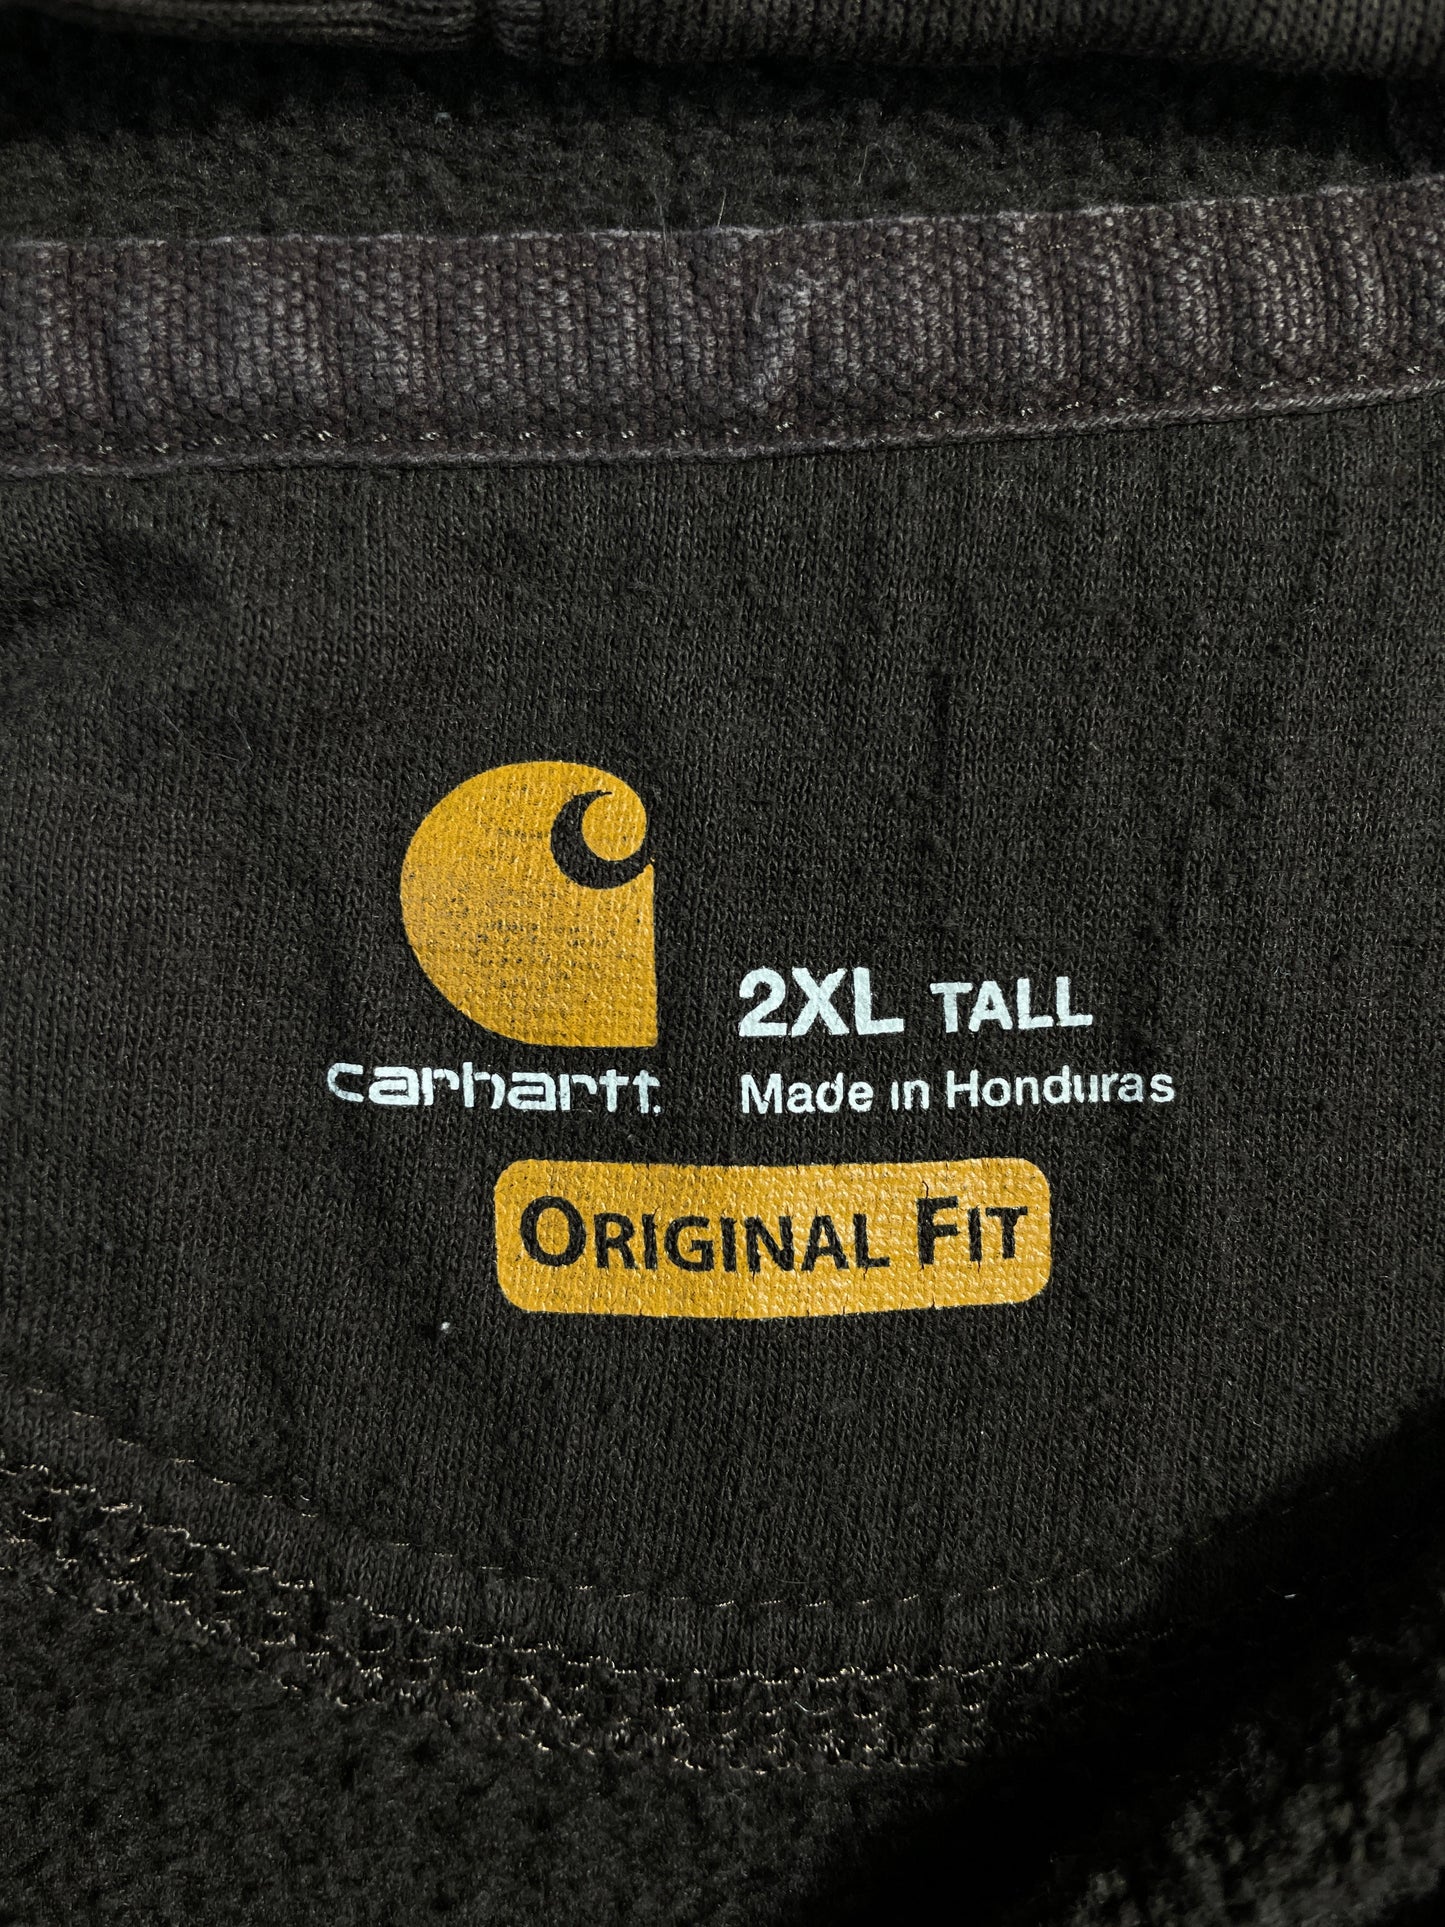 2XL TALL
carhartt
Made in Honduras
ORIGINAL FIT